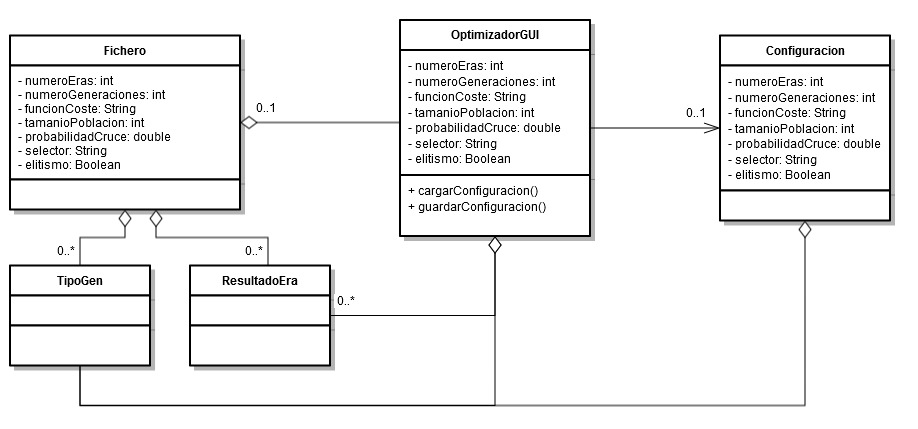 Fichero
- numeroEras: int
- numeroGeneraciones: int
- funcionCoste: String
- tamanioPoblacion: int
- probabilidadCruce: double
- selector: String
- elitismo: Boolean
0..1
OptimizadorGUI
- numeroEras: int
- numeroGeneraciones: int
- funcionCoste: String
- tamanioPoblacion: int
- probabilidadCruce: double
- selector: String
- elitismo: Boolean
+ cargarConfiguracion()
+ guardarConfiguracion()
0..1
Configuracion
- numeroEras: int
- numeroGeneraciones: int
- funcionCoste: String
- tamanioPoblacion: int
- probabilidadCruce: double
- selector: String
- elitismo: Boolean
0..*
0..*
TipoGen
ResultadoEra
0..*